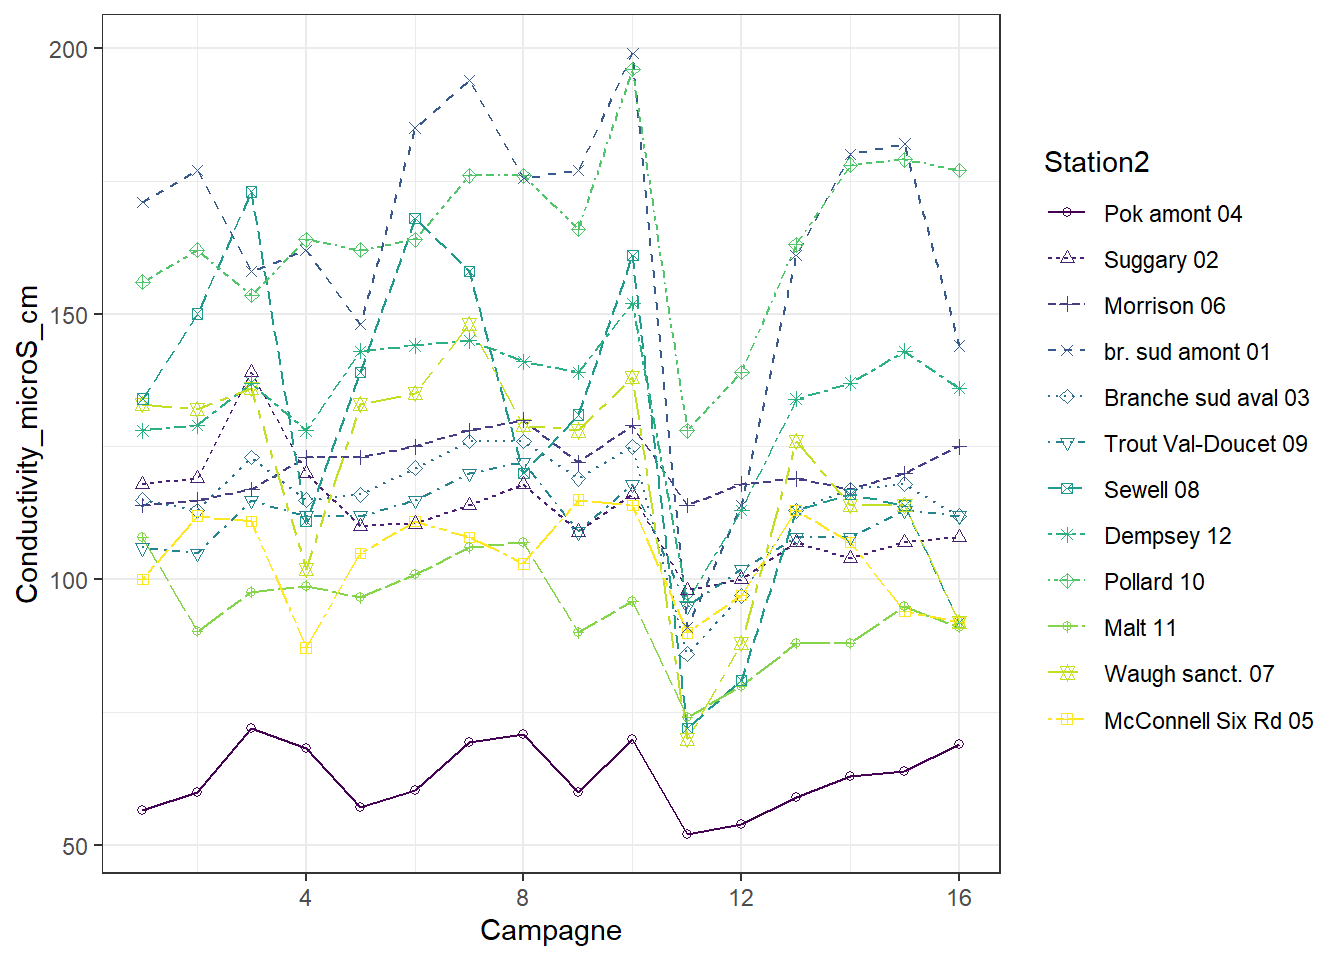 Conductivity_microS_cm
200
150
100
50
4
8
12
16
Campagne
Station2
Pok amont 04
Suggary 02
Morrison 06
br. sud amont 01
Branche sud aval 03
Trout Val-Doucet 09
Sewell 08
Dempsey 12
Pollard 10
Malt 11
Waugh sanct. 07
McConnell Six Rd 05